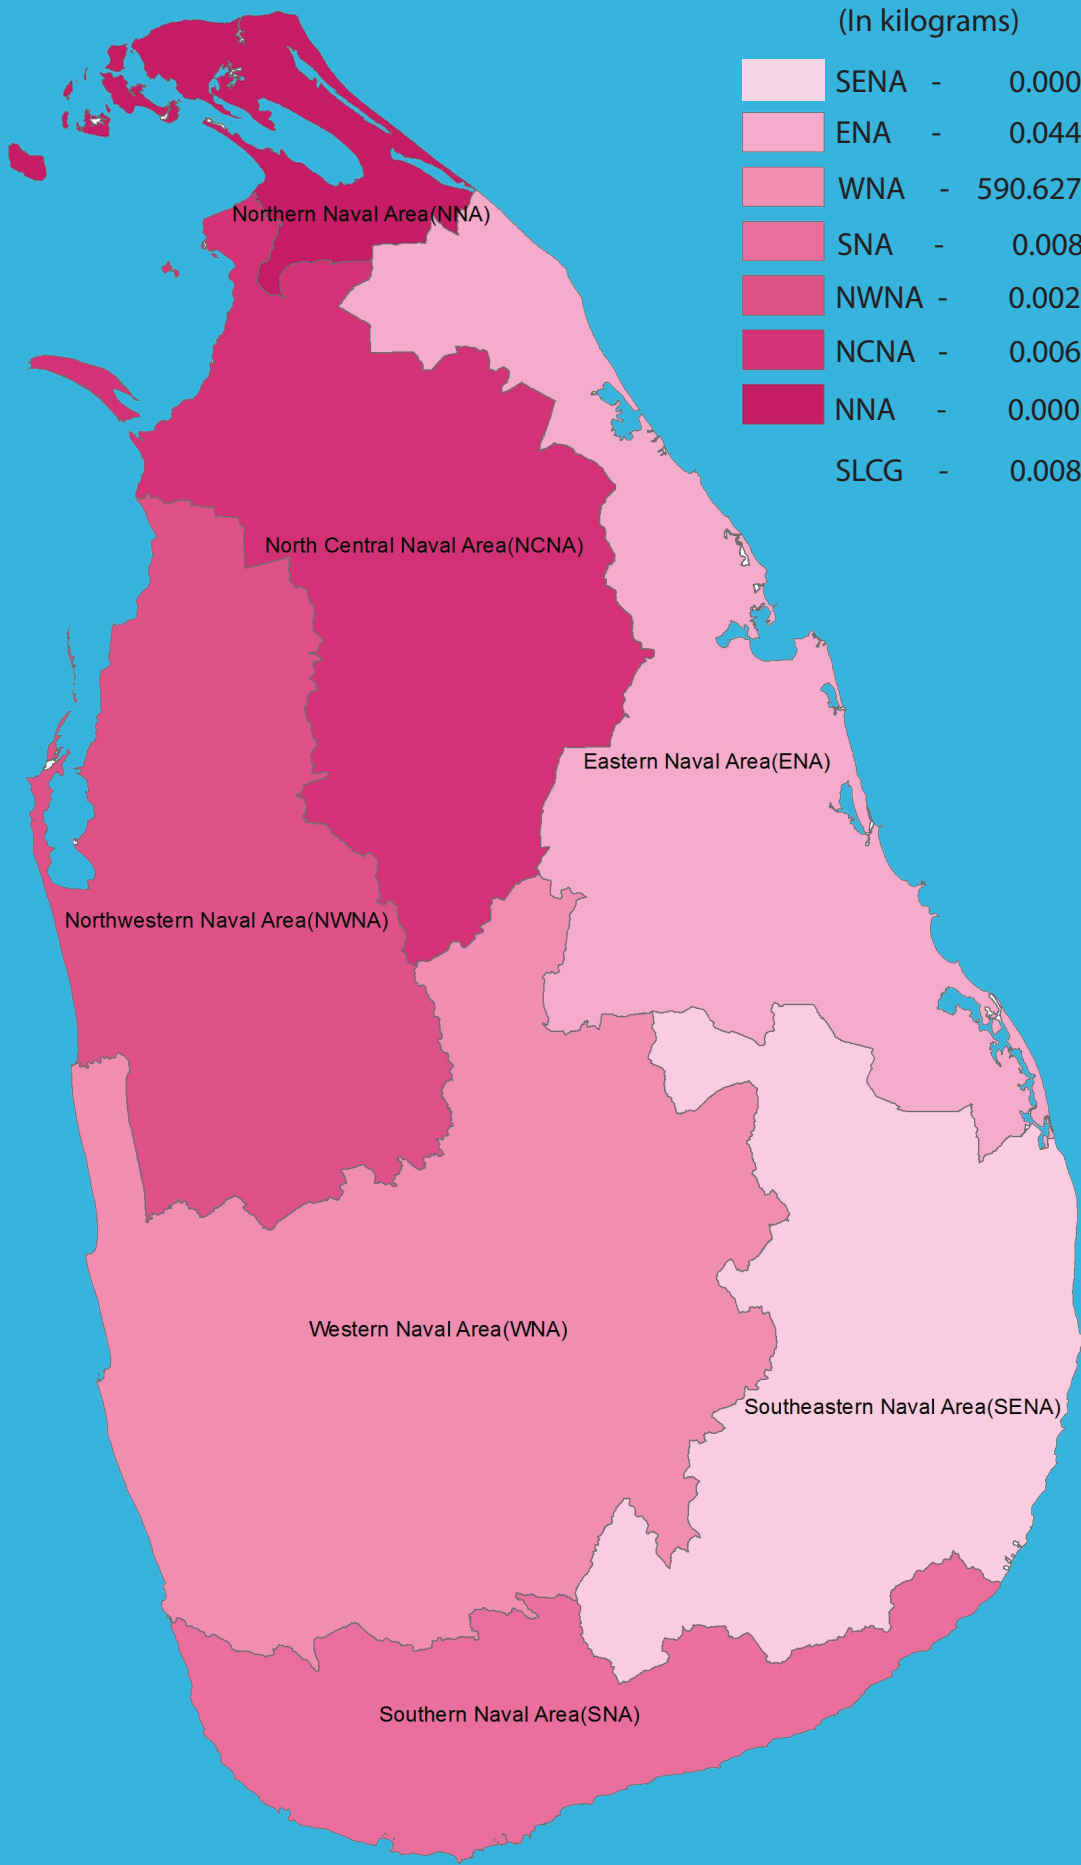 (In kilograms)
SENA - 0.000
ENA - 0.044
WNA - 590.627
SNA - 0.008
NWNA - 0.002
NCNA - 0.006
NNA - 0.000
SLCG - 0.008
Northern Naval Area(NNA)
North Central Naval Area(NCNA)
Eastern Naval Area(ENA)
Northwestern Naval Area(NWNA)
Western Naval Area(WNA)
Southeastern Naval Area(SENA)
Southern Naval Area(SNA)